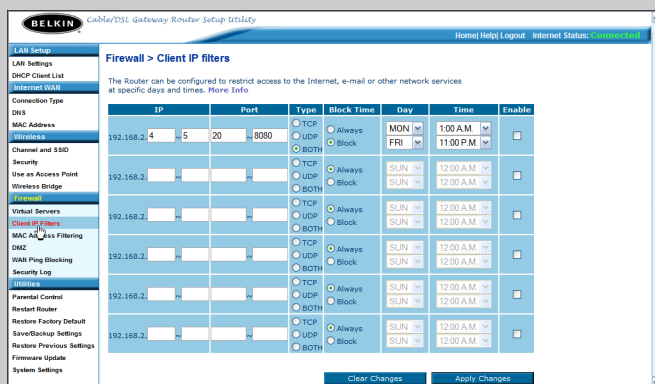 BELKIN Cable/DSL Gateway Router Setup Utility
Home| Help| Logout Internet Status: Connected
LAN Setup
LAN Settings
DHCP Client List
Internet WAN
Connection Type
DNS
MAC Address
Wireless
Channel and SSID
Security
Use as Access Point
Wireless Bridge
Firewall
Virtual Servers
Client IP Filters
MAC Address Filtering
DMZ
WAN Ping Blocking
Security Log
Utilities
Parental Control
Restart Router
Restore Factory Default
Save/Backup Settings
Restore Previous Settings
Firmware Update
System Settings
Firewall > Client IP filters
The Router can be configured to restrict access to the Internet, e-mail or other network services
at specific days and times. More Info
IP Port Type Block Time Day Time Enable
192.168.2. 4 ~ 5 20 ~ 8080 TCP UDP BOTH Always Block MON FRI 1:00 A.M. 11:00 P.M.
192.168.2. ~ ~ TCP UDP BOTH Always Block SUN SUN 12:00 A.M. 12:00 A.M.
192.168.2. ~ ~ TCP UDP BOTH Always Block SUN SUN 12:00 A.M. 12:00 A.M.
192.168.2. ~ ~ TCP UDP BOTH Always Block SUN SUN 12:00 A.M. 12:00 A.M.
192.168.2. ~ ~ TCP UDP BOTH Always Block SUN SUN 12:00 A.M. 12:00 A.M.
192.168.2. ~ ~ TCP UDP BOTH Always Block SUN SUN 12:00 A.M. 12:00 A.M.
Clear Changes Apply Changes